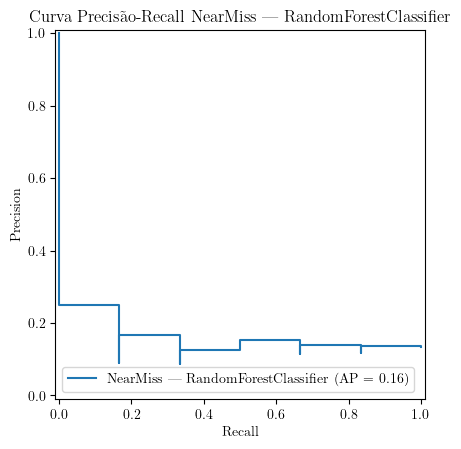 Curva Precisão-Recall NearMiss — RandomForestClassifier
1.0
0.8
0.6
0.4
0.2
0.0
Precision
NearMiss — RandomForestClassifier (AP = 0.16)
0.0 0.2 0.4 0.6 0.8 1.0
Recall